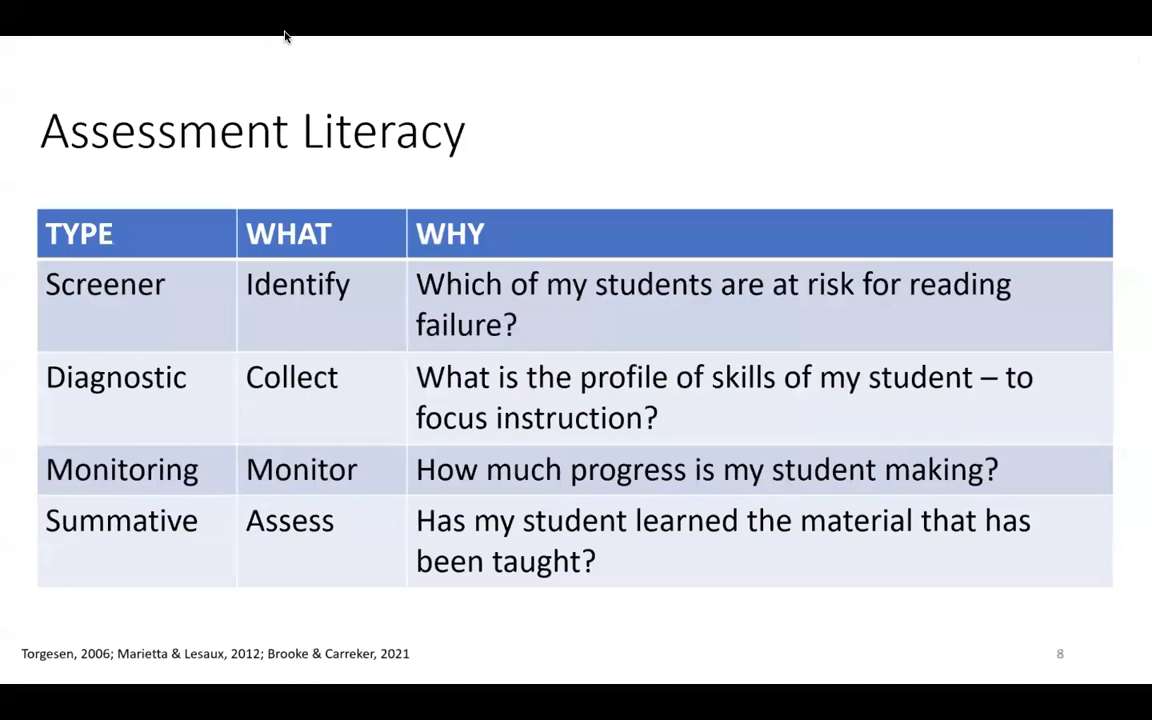 Assessment Literacy
TYPE WHAT WHY
Screener Identify Which of my students are at risk for reading
failure?
Diagnostic Collect What is the profile of skills of my student – to
focus instruction?
Monitoring Monitor How much progress is my student making?
Summative Assess Has my student learned the material that has
been taught?
Torgesen, 2006; Marietta & Lesaux, 2012; Brooke & Carreker, 2021 8